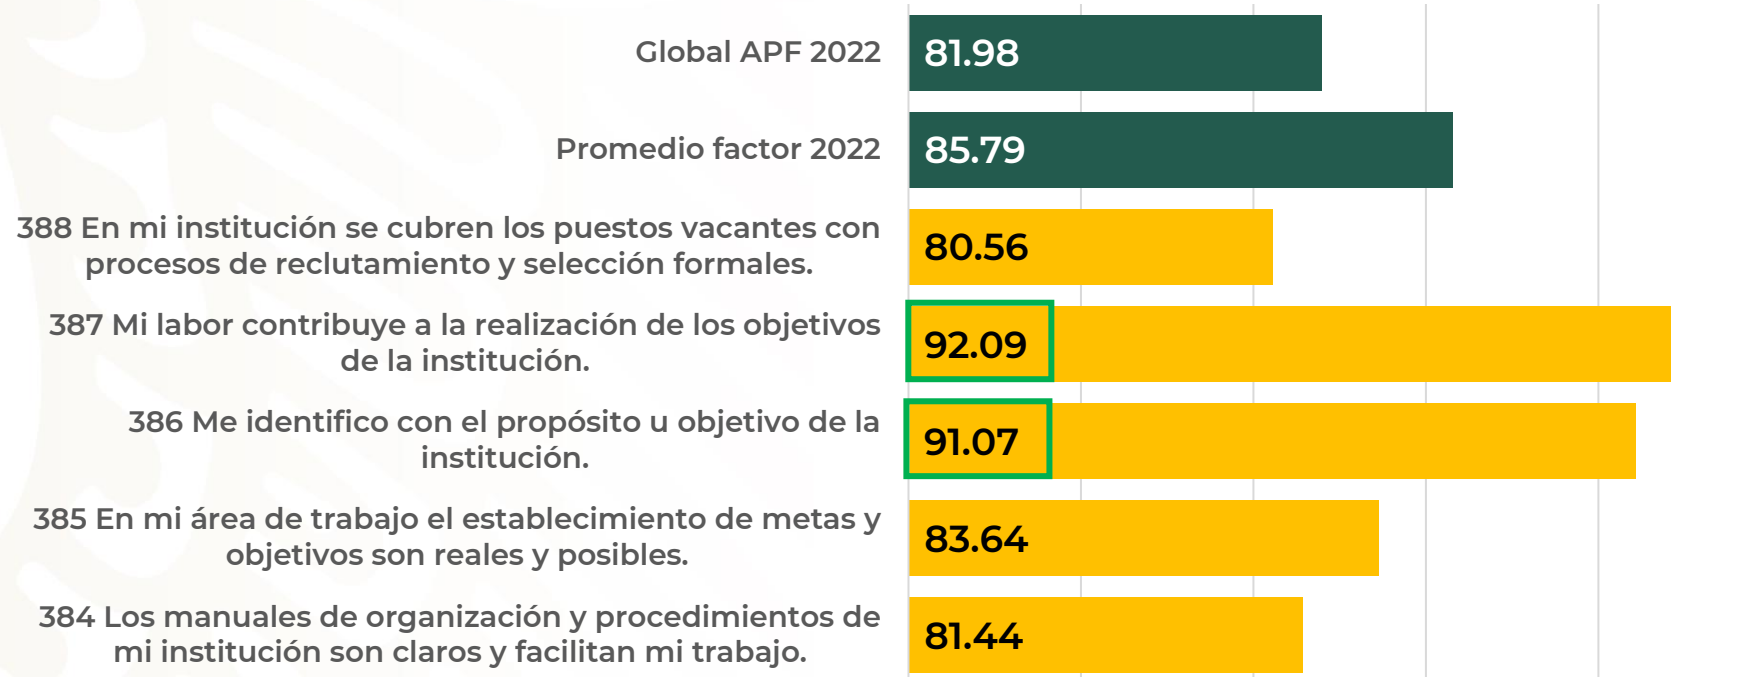 Global APF 2022
81.98
Promedio factor 2022
85.79
388 En mi institución se cubren los puestos vacantes con
procesos de reclutamiento y selección formales.
80.56
387 Mi labor contribuye a la realización de los objetivos
de la institución.
92.09
386 Me identifico con el propósito u objetivo de la
institución.
91.07
385 En mi área de trabajo el establecimiento de metas y
objetivos son reales y posibles.
83.64
384 Los manuales de organización y procedimientos de
mi institución son claros y facilitan mi trabajo.
81.44